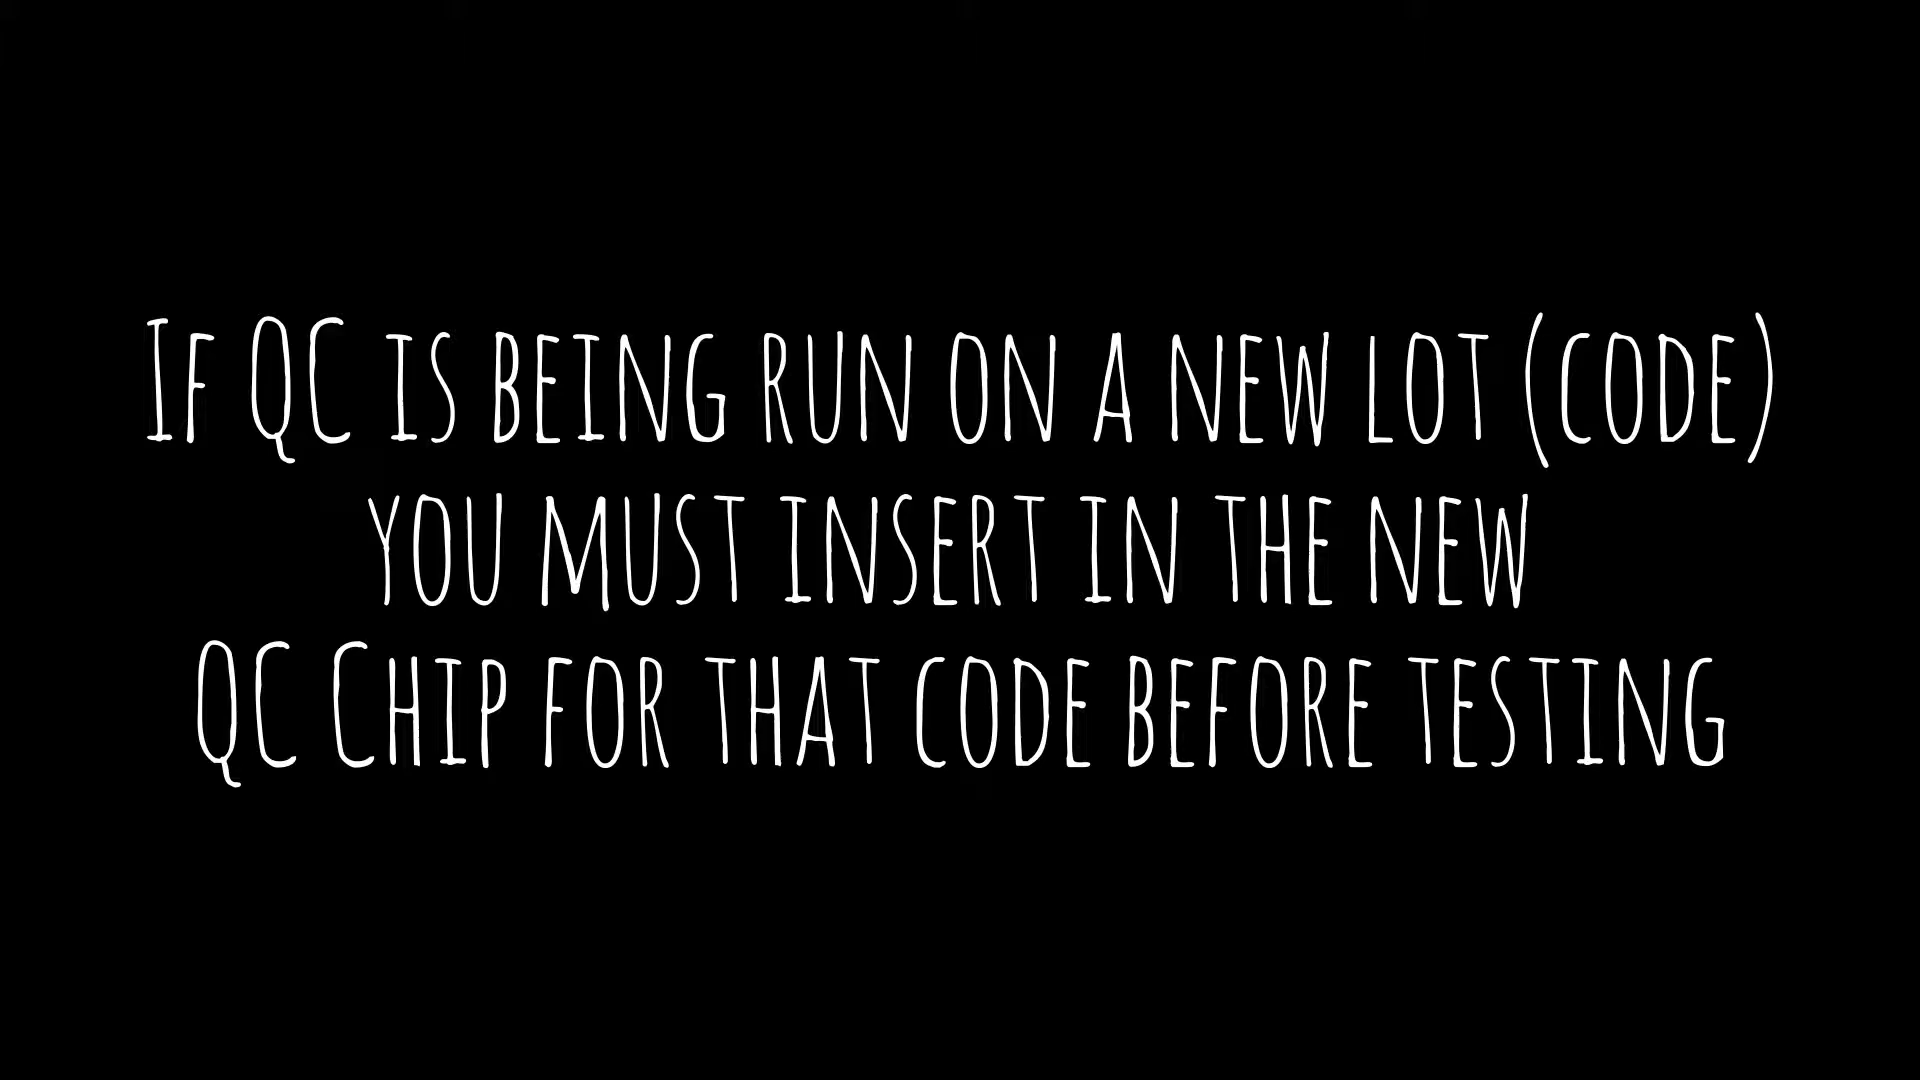 If QC is being run on a new lot (code)
you must insert in the new
QC Chip for that code before testing